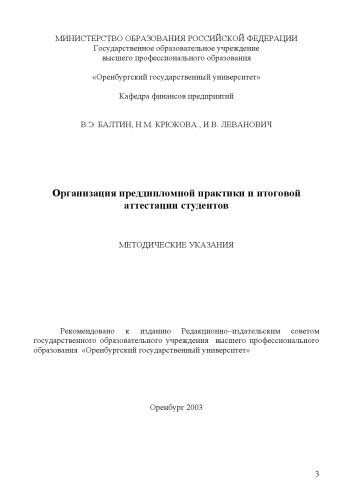 МИНИСТЕРСТВО ОБРАЗОВАНИЯ РОССИЙСКОЙ ФЕДЕРАЦИИ
Государственное образовательное учреждение
высшего профессионального образования
«Оренбургский государственный университет»
Кафедра финансов предприятий
В.Э. БАЛТИН, Н.М. КРЮКОВА., И.В. ЛЕВАНОВИЧ
Организация преддипломной практики и итоговой
аттестации студентов
МЕТОДИЧЕСКИЕ УКАЗАНИЯ
Рекомендовано к изданию Редакционно–издательским советом
государственного образовательного учреждения высшего профессионального
образования «Оренбургский государственный университет»
Оренбург 2003
3